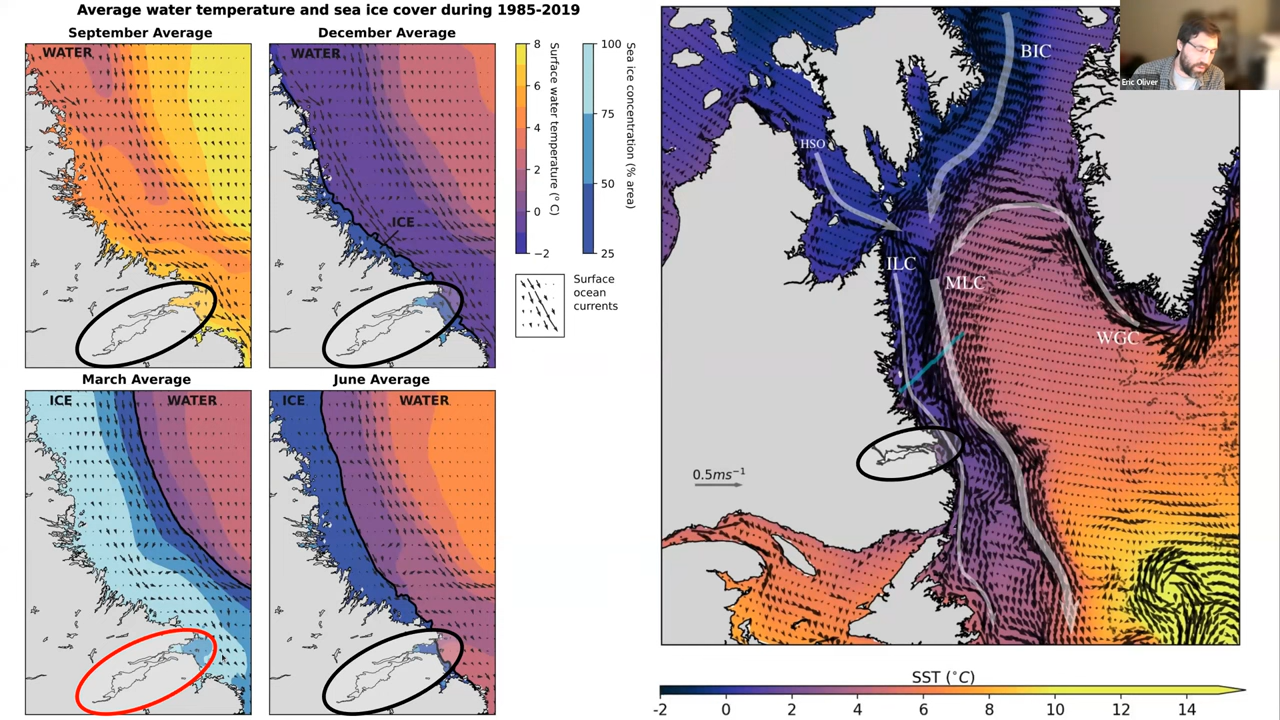 Average water temperature and sea ice cover during 1985-2019
September Average
December Average
WATER
WATER
ICE
8
6
4
2
0
−2
Surface water temperature (° C)
100
75
50
25
Sea ice concentration (% area)
Surface
ocean
currents
March Average
June Average
ICE
WATER
ICE
WATER
BIC
HSO
ILC
MLC
WGC
0.5ms⁻¹
SST (°C)
-2
0
2
4
6
8
10
12
14
Eric Oliver